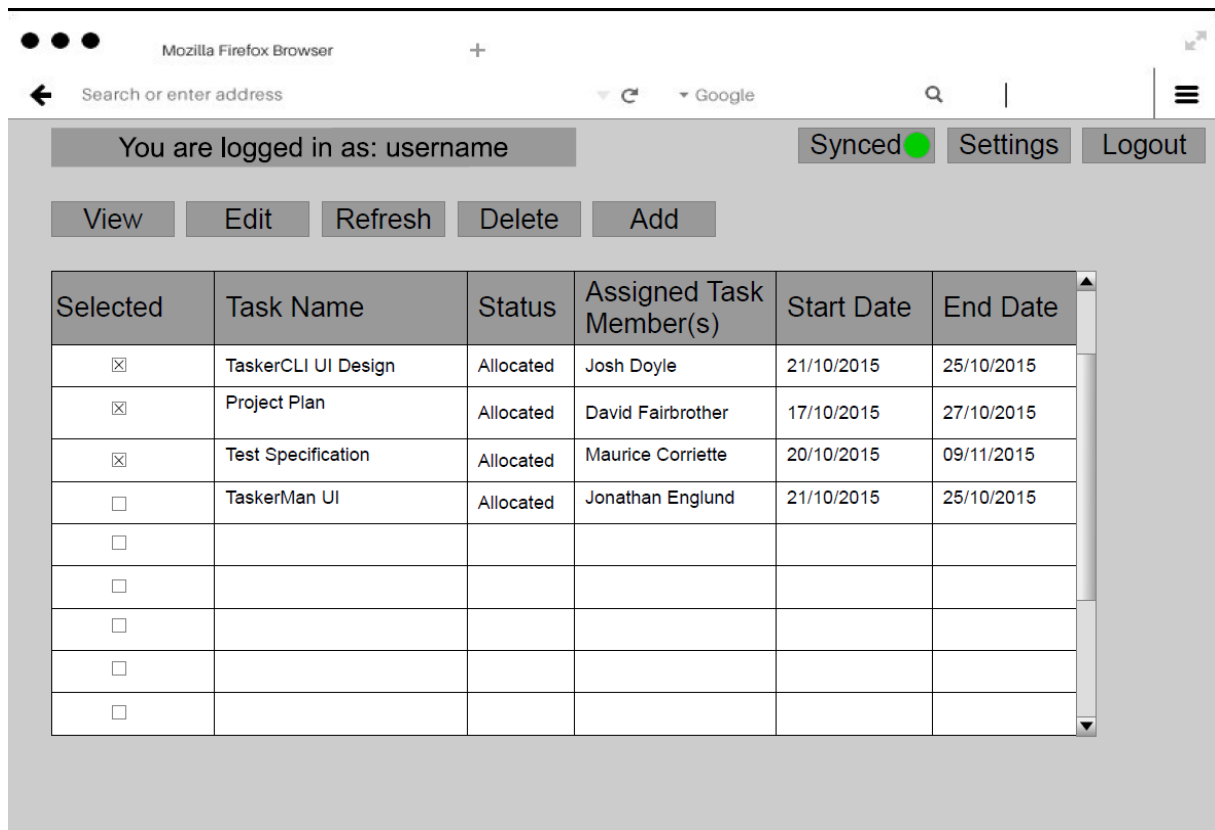 Mozilla Firefox Browser
Search or enter address
Google
You are logged in as: username
Synced
Settings
Logout
View
Edit
Refresh
Delete
Add
Selected
Task Name
Status
Assigned Task
Member(s)
Start Date
End Date
TaskerCLI UI Design
Allocated
Josh Doyle
21/10/2015
25/10/2015
Project Plan
Allocated
David Fairbrother
17/10/2015
27/10/2015
Test Specification
Allocated
Maurice Corriette
20/10/2015
09/11/2015
TaskerMan UI
Allocated
Jonathan Englund
21/10/2015
25/10/2015